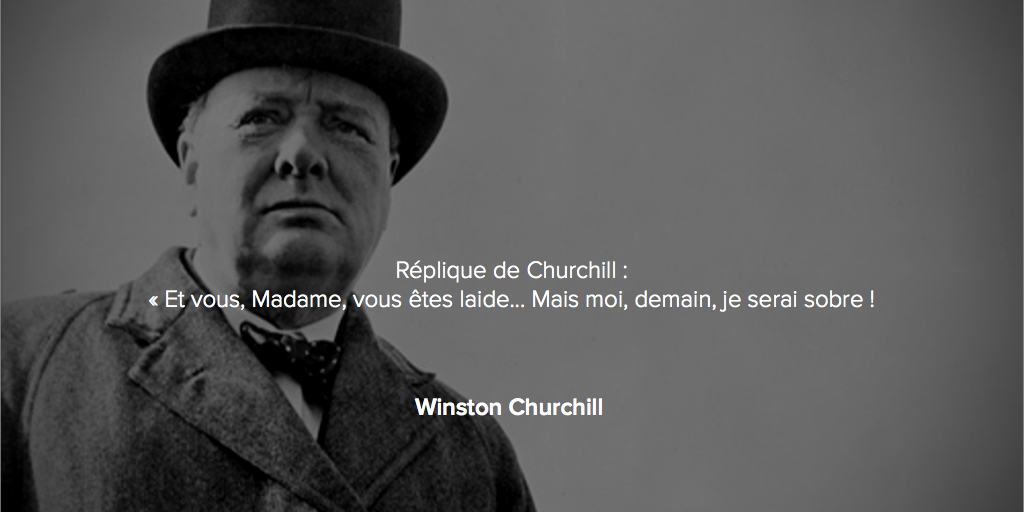 Réplique de Churchill :
« Et vous, Madame, vous êtes laide... Mais moi, demain, je serai sobre !
Winston Churchill